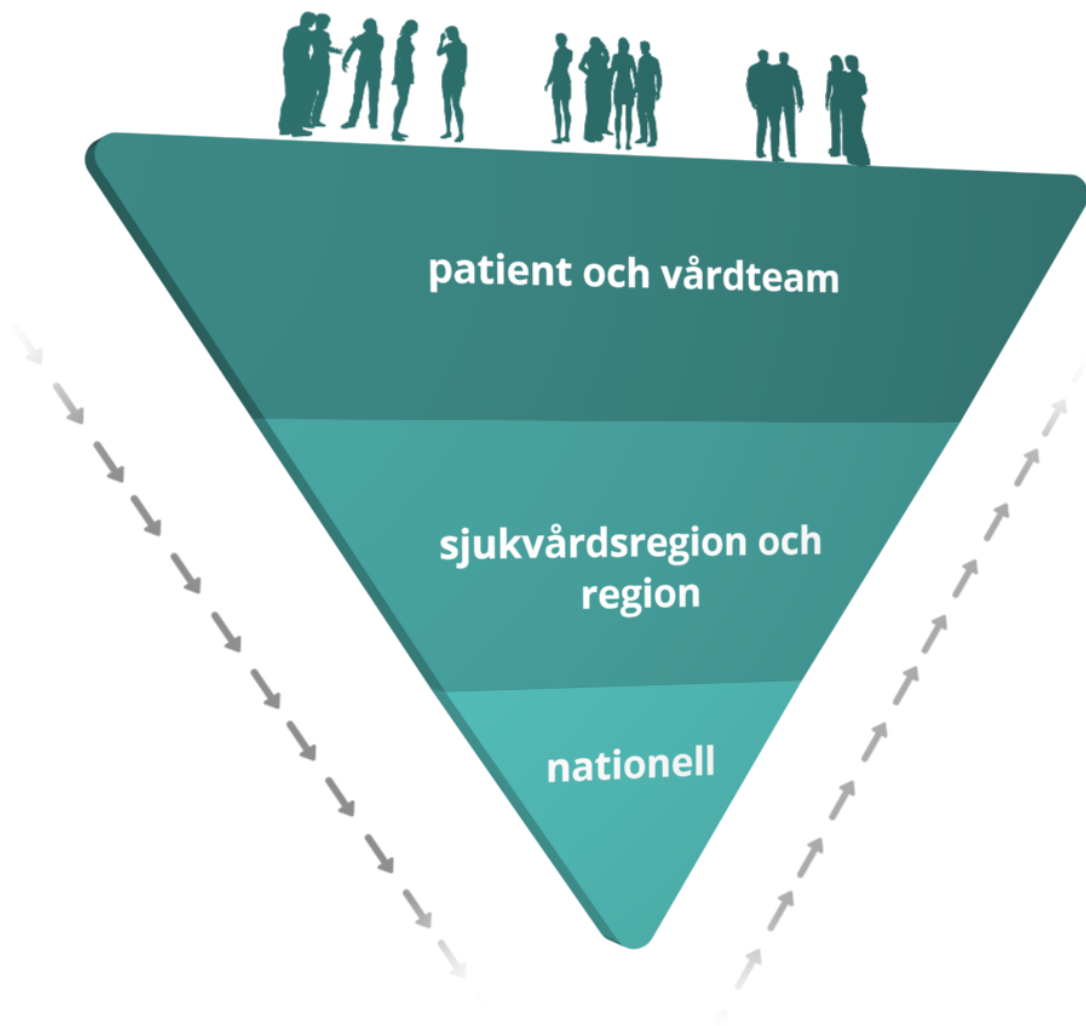 patient och vårdteam
sjukvårdsregion och
region
nationell